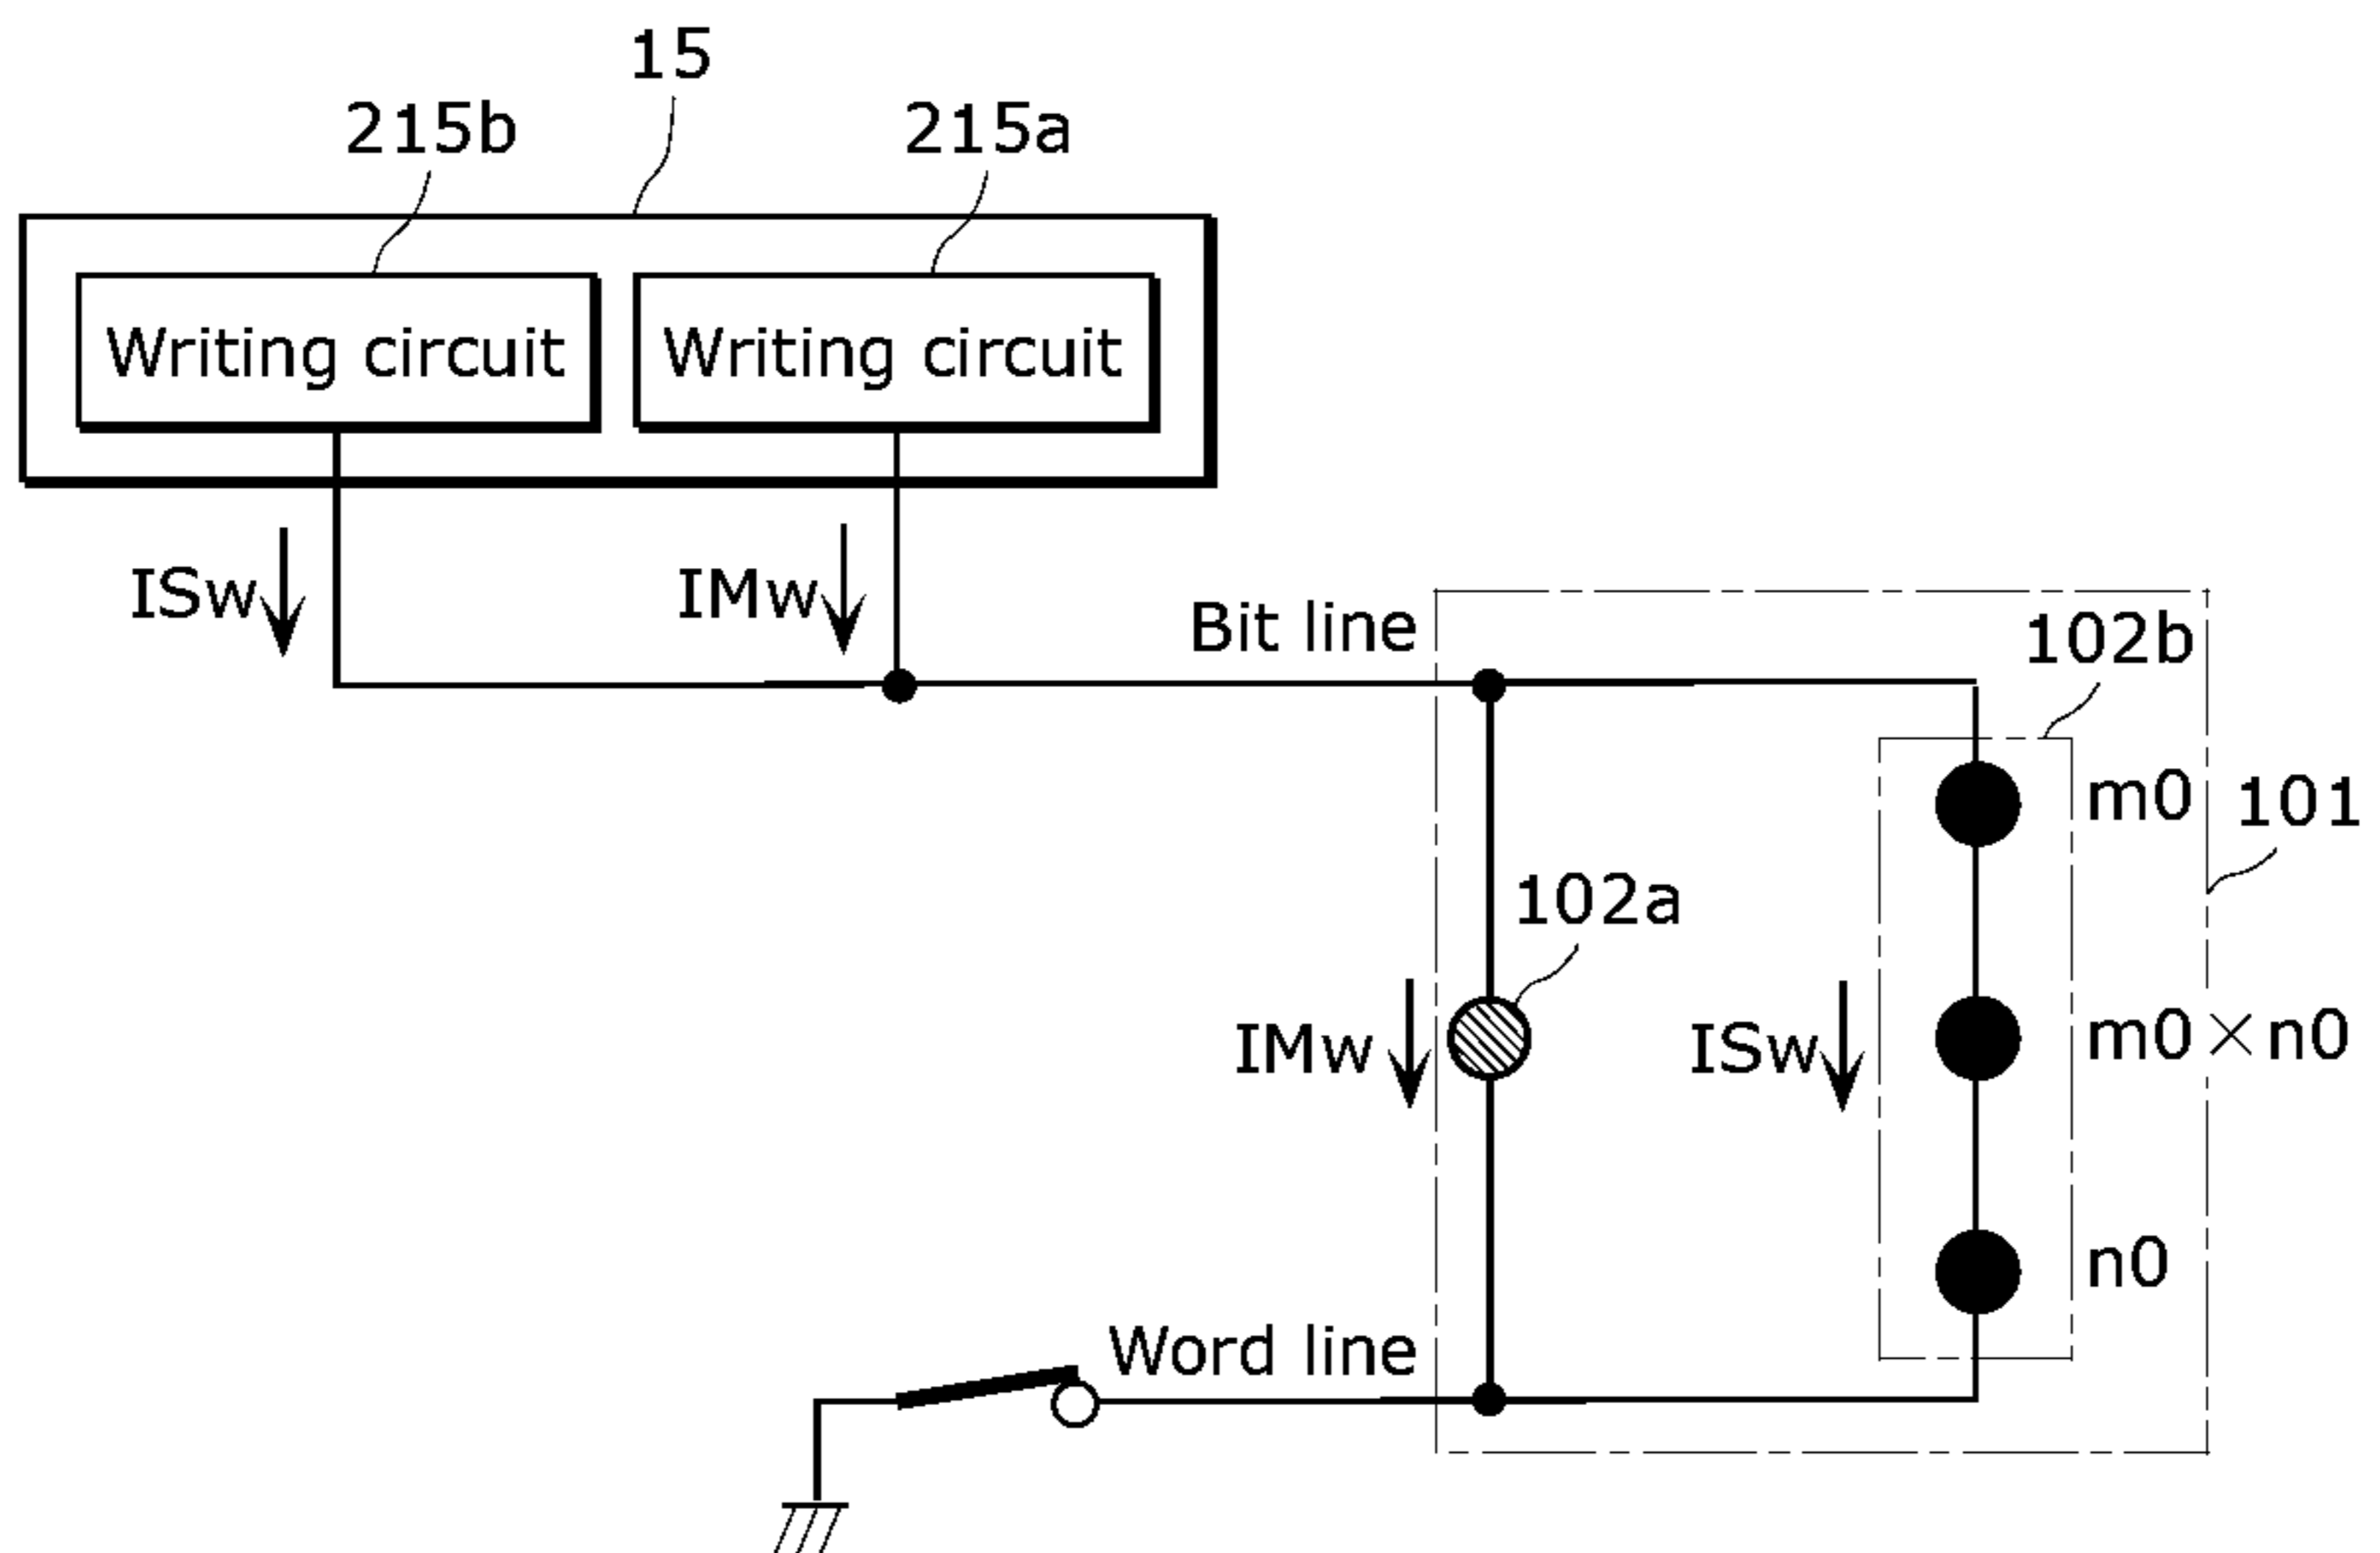 15
215b
215a
Writing circuit
Writing circuit
ISw
IMw
Bit line
102b
m0
101
102a
IMw
ISw
m0×n0
n0
Word line